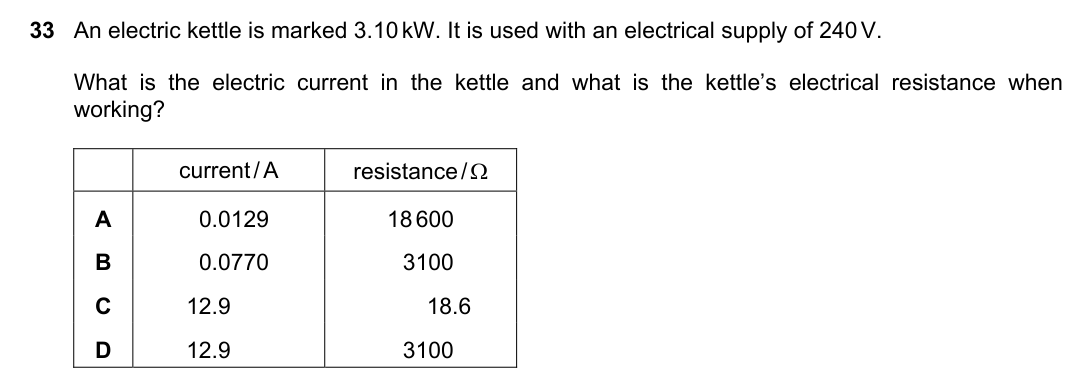 33 An electric kettle is marked 3.10 kW. It is used with an electrical supply of 240 V.
What is the electric current in the kettle and what is the kettle’s electrical resistance when
working?
current / A resistance / Ω
A 0.0129 18 600
B 0.0770 3100
C 12.9 18.6
D 12.9 3100